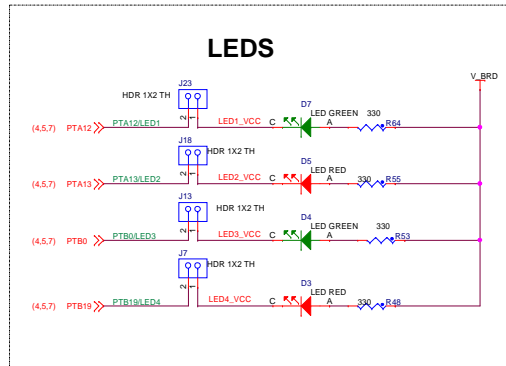 LEDS
V_BRD
J23
HDR 1X2 TH
2 1
D7
LED GREEN
330
(4,5,7) PTA12 PTA12/LED1 LED1_VCC C A R64
J18
HDR 1X2 TH
2 1
D5
LED RED
(4,5,7) PTA13 PTA13/LED2 LED2_VCC C A 330 R55
J13
HDR 1X2 TH
2 1
D4
LED GREEN
330
(4,5,7) PTB0 PTB0/LED3 LED3_VCC C A R53
J7
HDR 1X2 TH
2 1
D3
LED RED
(4,5,7) PTB19 PTB19/LED4 LED4_VCC C A 330 R48